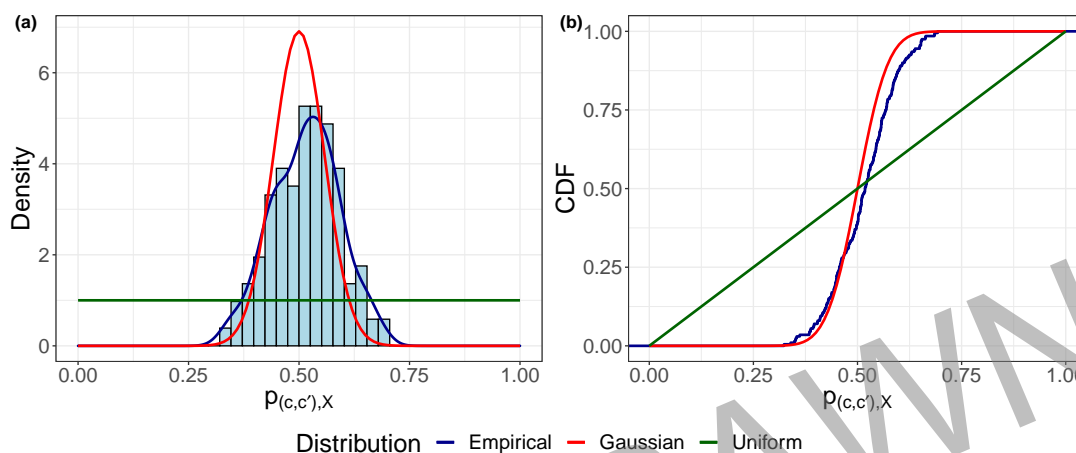 (a)
(b)
Density
6
4
2
0
0.00 0.25 0.50 0.75 1.00
p(c,c′),X
CDF
1.00
0.75
0.50
0.25
0.00
0.00 0.25 0.50 0.75 1.00
p(c,c′),X
Distribution Empirical Gaussian Uniform